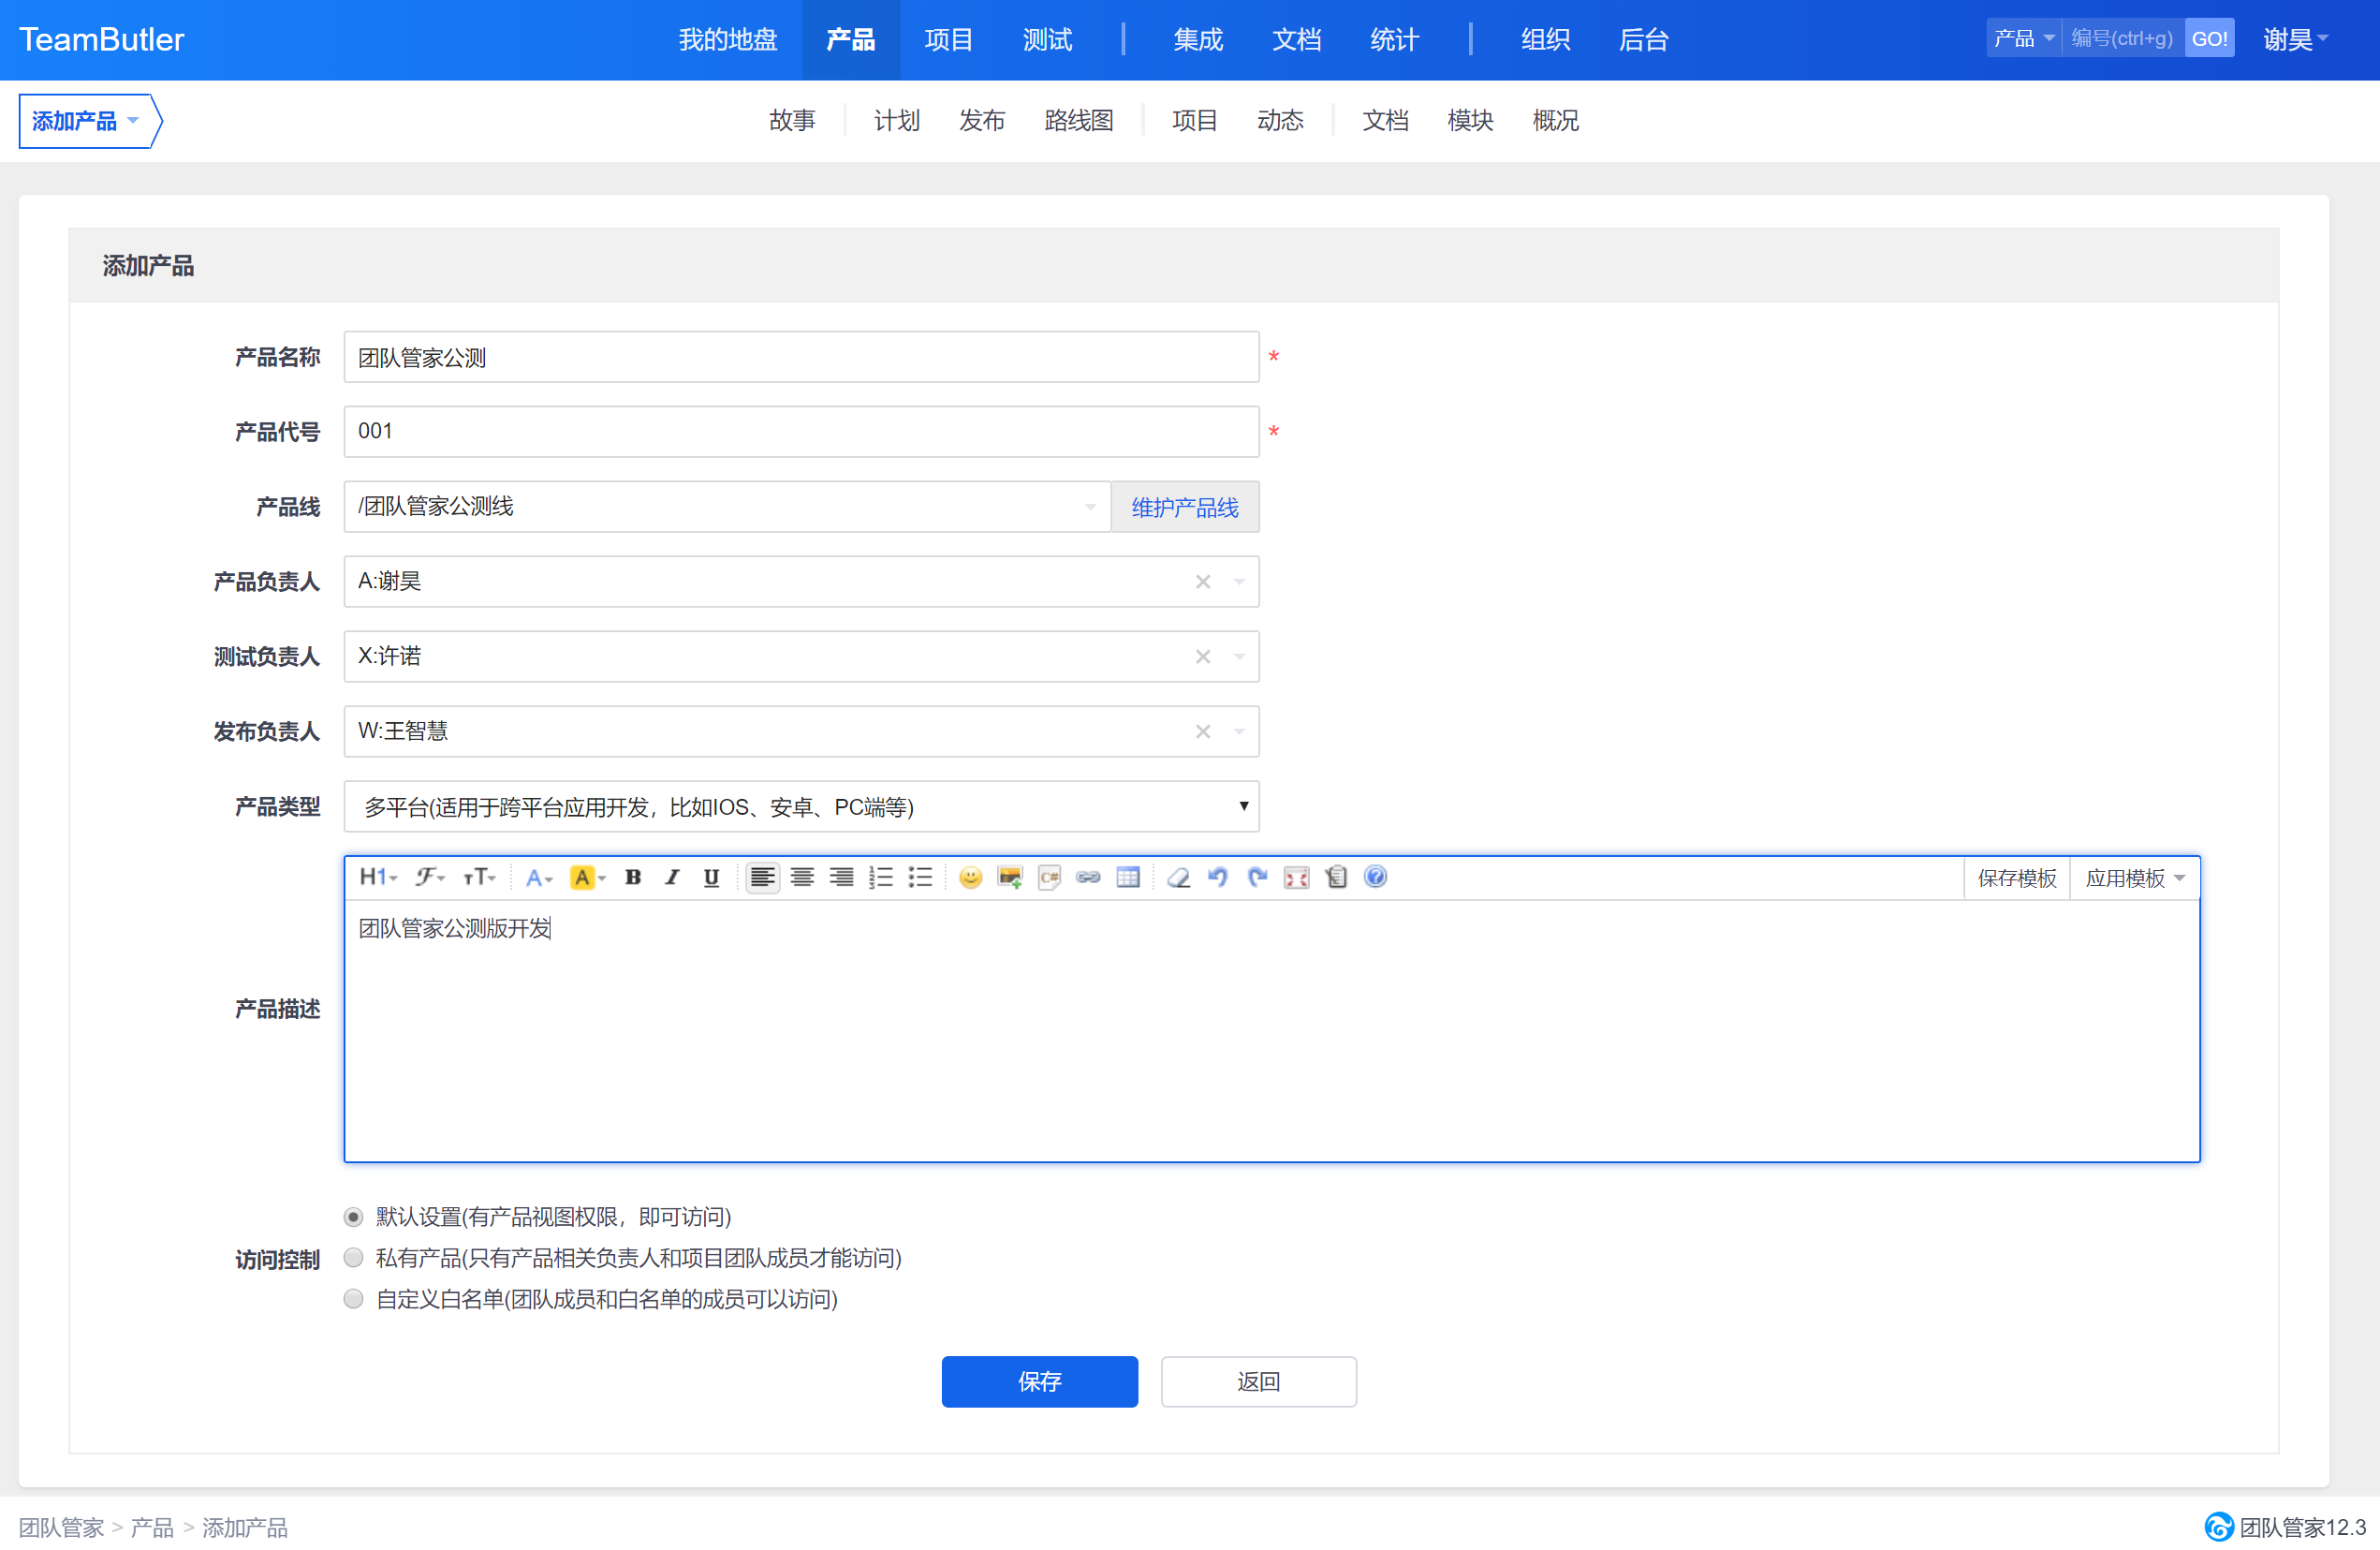 TeamButler 我的地盘 产品 项目 测试 集成 文档 统计 组织 后台 产品 编号(ctrl+g) GO! 谢昊
添加产品 故事 计划 发布 路线图 项目 动态 文档 模块 概况
添加产品
产品名称 团队管家公测 *
产品代号 001 *
产品线 /团队管家公测线 维护产品线
产品负责人 A:谢昊
测试负责人 X:许诺
发布负责人 W:王智慧
产品类型 多平台(适用于跨平台应用开发，比如IOS、安卓、PC端等)
H1 F TT A A B I U C# 保存模板 应用模板
团队管家公测版开发
产品描述
默认设置(有产品视图权限，即可访问)
访问控制 私有产品(只有产品相关负责人和项目团队成员才能访问)
自定义白名单(团队成员和白名单的成员可以访问)
保存 返回
团队管家 > 产品 > 添加产品 团队管家12.3